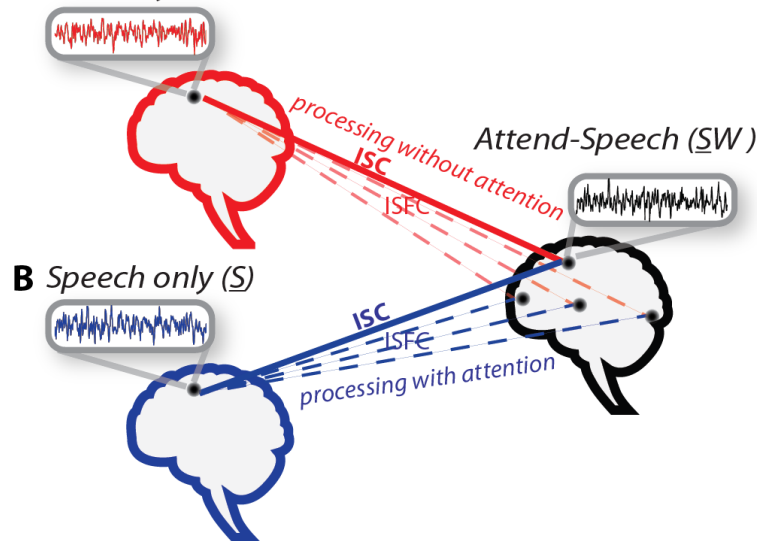 processing without attention
ISC
ISFC
Attend-Speech (SW )
B Speech only (S)
ISC
ISFC
processing with attention